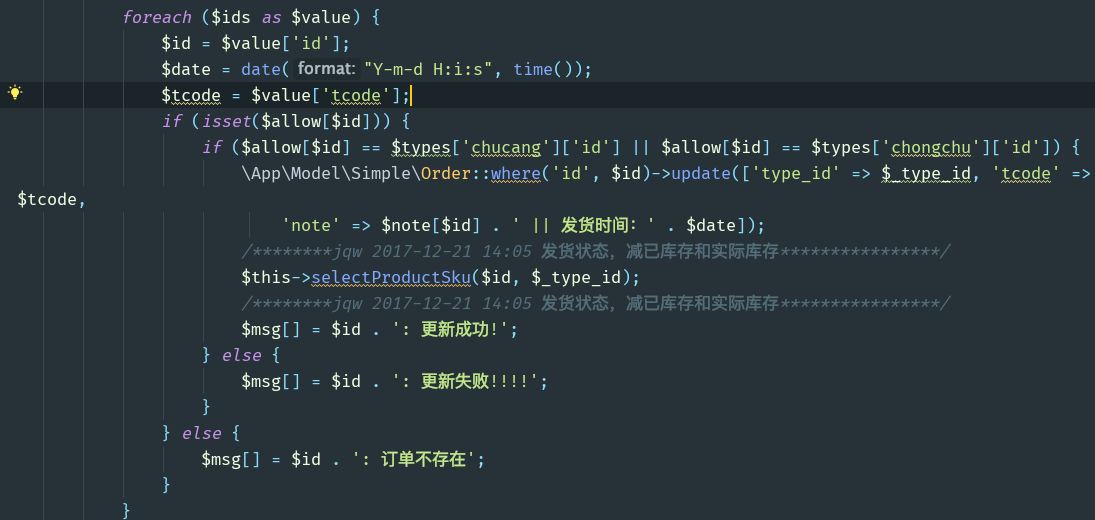 foreach ($ids as $value) {
$id = $value['id'];
$date = date( format: "Y-m-d H:i:s", time());
$tcode = $value['tcode'];
if (isset($allow[$id])) {
if ($allow[$id] == $types['chucang']['id'] || $allow[$id] == $types['chongchu']['id']) {
\App\Model\Simple\Order::where('id', $id)->update(['type_id' => $_type_id, 'tcode' =>
$tcode,
'note' => $note[$id] . ' || 发货时间：' . $date]);
/********jqw 2017-12-21 14:05 发货状态，减已库存和实际库存****************/
$this->selectProductSku($id, $_type_id);
/********jqw 2017-12-21 14:05 发货状态，减已库存和实际库存****************/
$msg[] = $id . ': 更新成功!';
} else {
$msg[] = $id . ': 更新失败!!!!';
}
} else {
$msg[] = $id . ': 订单不存在';
}
}